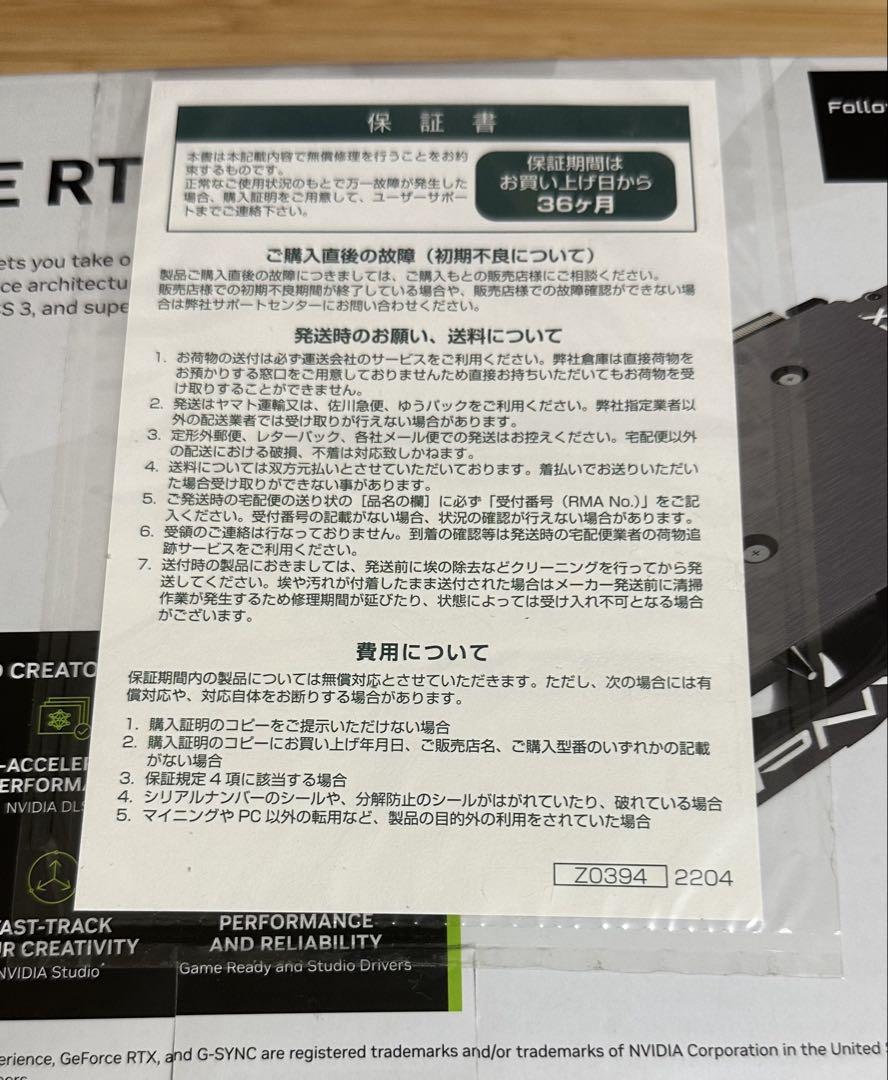 Follo
E RT
ets you take o
ce architectu
S 3, and supe
保証書
本書は本記載内容で無償修理を行うことをお約
束するものです。
正常なご使用状況のもとで万一故障が発生した
場合、購入証明をご用意して、ユーザーサポー
トまでご連絡下さい。
保証期間は
お買い上げ日から
36ヶ月
ご購入直後の故障（初期不良について）
製品ご購入直後の故障につきましては、ご購入もとの販売店様にご相談ください。
販売店様での初期不良期間が終了している場合や、販売店様での故障確認ができない場
合は弊社サポートセンターにお問い合わせください。
発送時のお願い、送料について
1. お荷物の送付は必ず運送会社のサービスをご利用ください。弊社倉庫は直接荷物を
お預かりする窓口をご用意しておりませんため直接お持ちいただいてもお荷物を受
け取りすることができません。
2. 発送はヤマト運輸又は、佐川急便、ゆうパックをご利用ください。弊社指定業者以
外の配送業者では受け取りが行えない場合があります。
3. 定形外郵便、レターパック、各社メール便での発送はお控えください。宅配便以外
の配送における破損、不着は対応致しかねます。
4. 送料については双方元払いとさせていただいております。着払いでお送りいただい
た場合受け取りができない事があります。
5. ご発送時の宅配便の送り状の［品名の欄］に必ず「受付番号（RMA No.）」をご記
入ください。受付番号の記載がない場合、状況の確認が行えない場合があります。
6. 受領のご連絡は行なっておりません。到着の確認等は発送時の宅配便業者の荷物追
跡サービスをご利用ください。
7. 送付時の製品におきましては、発送前に埃の除去などクリーニングを行ってから発
送してください。埃や汚れが付着したまま送付された場合はメーカー発送前に清掃
作業が発生するため修理期間が延びたり、状態によっては受け入れ不可となる場合
がございます。
費用について
保証期間内の製品については無償対応とさせていただきます。ただし、次の場合には有
償対応や、対応自体をお断りする場合があります。
1. 購入証明のコピーをご提示いただけない場合
2. 購入証明のコピーにお買い上げ年月日、ご販売店名、ご購入型番のいずれかの記載
がない場合
3. 保証規定４項に該当する場合
4. シリアルナンバーのシールや、分解防止のシールがはがれていたり、破れている場合
5. マイニングやPC以外の転用など、製品の目的外の利用をされていた場合
Z0394 2204
CREATO
-ACCELE
ERFORM
NVIDIA DLS
PNY
AST-TRACK
R CREATIVITY
NVIDIA Studio
PERFORMANCE
AND RELIABILITY
Game Ready and Studio Drivers
erience, GeForce RTX, and G-SYNC are registered trademarks and/or trademarks of NVIDIA Corporation in the United